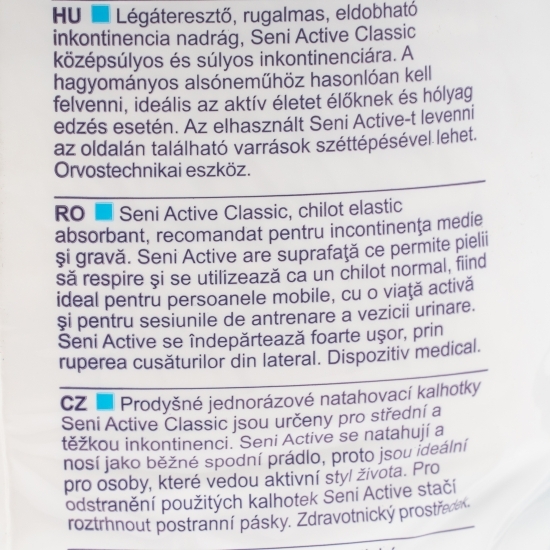 HU Légáteresztő, rugalmas, eldobható
inkontinencia nadrág, Seni Active Classic
középsúlyos és súlyos inkontinenciára. A
hagyományos alsóneműhöz hasonlóan kell
felvenni, ideális az aktív életet élőknek és hólyag
edzés esetén. Az elhasznált Seni Active-t levenni
az oldalán található varrások széttépésével lehet.
Orvostechnikai eszköz.
RO Seni Active Classic, chilot elastic
absorbant, recomandat pentru incontinenţa medie
şi gravă. Seni Active are suprafaţă ce permite pielii
să respire şi se utilizează ca un chilot normal, fiind
ideal pentru persoanele mobile, cu o viaţă activă
şi pentru sesiunile de antrenare a vezicii urinare.
Seni Active se îndepărtează foarte uşor, prin
ruperea cusăturilor din lateral. Dispozitiv medical.
CZ Prodyšné jednorázové natahovací kalhotky
Seni Active Classic jsou určeny pro střední a
těžkou inkontinenci. Seni Active se natahují a
nosí jako běžné spodní prádlo, proto jsou ideální
pro osoby, které vedou aktivní styl života. Pro
odstranění použitých kalhotek Seni Active stačí
roztrhnout postranní pásky. Zdravotnický prostředek.